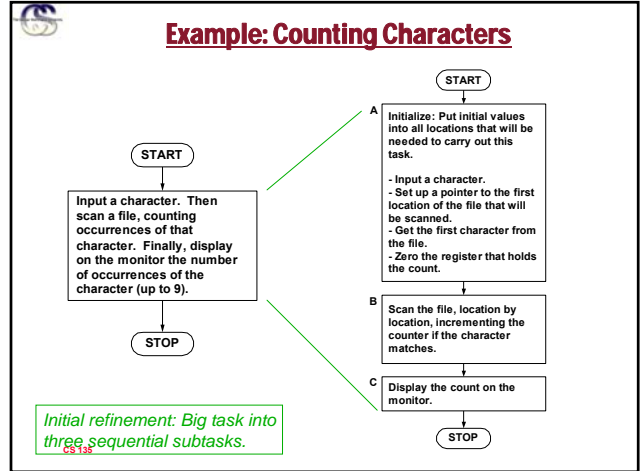 Example: Counting Characters
START
Input a character. Then
scan a file, counting
occurrences of that
character. Finally, display
on the monitor the number
of occurrences of the
character (up to 9).
STOP
Initial refinement: Big task into
three sequential subtasks.
CS 135
START
A
Initialize: Put initial values
into all locations that will be
needed to carry out this
task.
- Input a character.
- Set up a pointer to the first
location of the file that will
be scanned.
- Get the first character from
the file.
- Zero the register that holds
the count.
B
Scan the file, location by
location, incrementing the
counter if the character
matches.
C
Display the count on the
monitor.
STOP